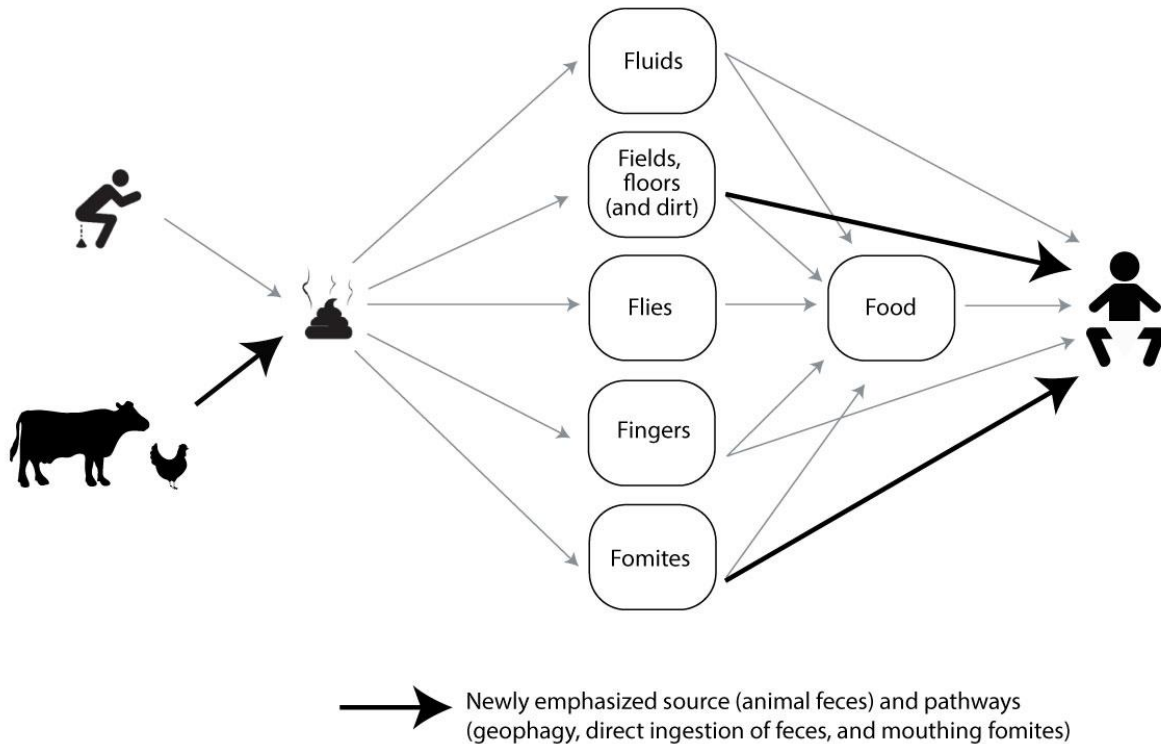 Fluids
Fields,
floors
(and dirt)
Flies
Food
Fingers
Fomites
Newly emphasized source (animal feces) and pathways
(geophagy, direct ingestion of feces, and mouthing fomites)